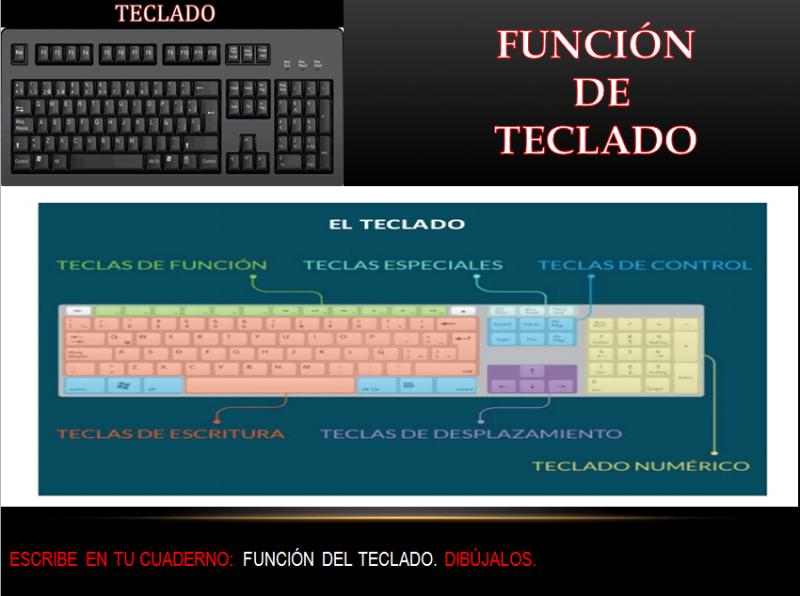 TECLADO
FUNCIÓN
DE
TECLADO
EL TECLADO
TECLAS DE FUNCIÓN TECLAS ESPECIALES TECLAS DE CONTROL
TECLAS DE ESCRITURA TECLAS DE DESPLAZAMIENTO
TECLADO NUMÉRICO
ESCRIBE EN TU CUADERNO: FUNCIÓN DEL TECLADO. DIBÚJALOS.